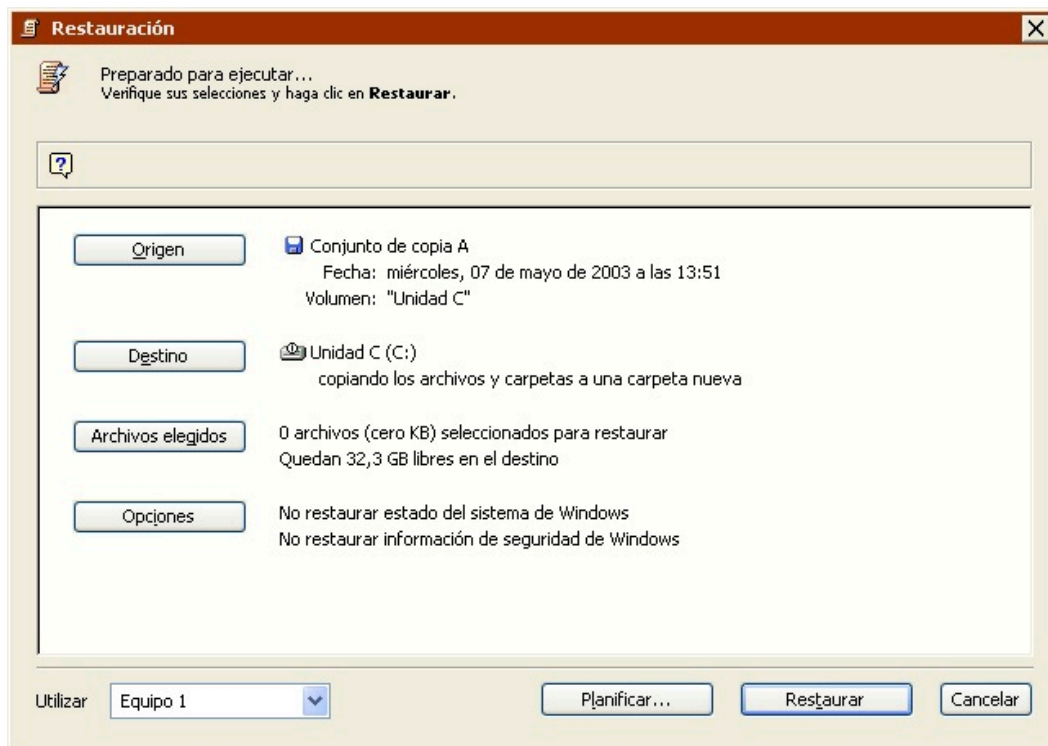 Restauración
Preparado para ejecutar...
Verifique sus selecciones y haga clic en Restaurar.
Origen
Conjunto de copia A
Fecha: miércoles, 07 de mayo de 2003 a las 13:51
Volumen: "Unidad C"
Destino
Unidad C (C:)
copiando los archivos y carpetas a una carpeta nueva
Archivos elegidos
0 archivos (cero KB) seleccionados para restaurar
Quedan 32,3 GB libres en el destino
Opciones
No restaurar estado del sistema de Windows
No restaurar información de seguridad de Windows
Utilizar
Equipo 1
Planificar...
Restaurar
Cancelar